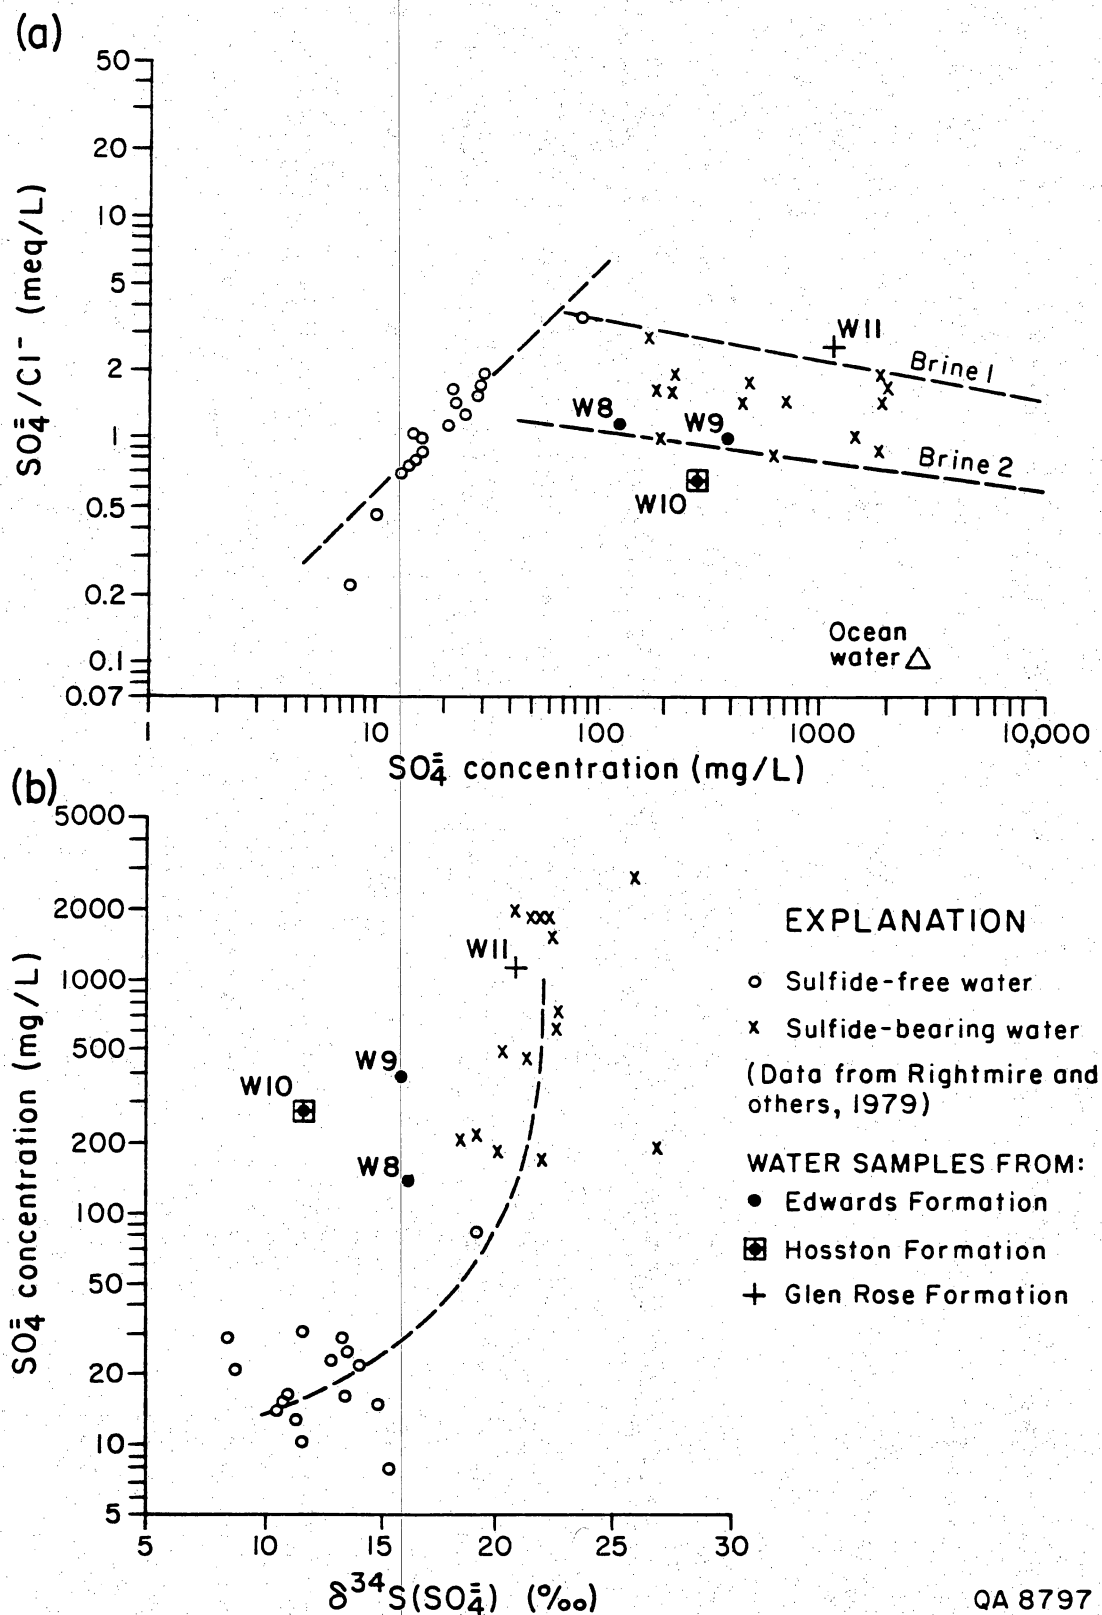 (a)
50
20
10
5
2
1
0.5
0.2
0.1
0.07
SO₄⁼/Cl⁻ (meq/L)
W11
Brine 1
W8
W9
Brine 2
W10
Ocean
water
1 10 100 1000 10,000
SO₄⁼ concentration (mg/L)
(b)
5000
2000
1000
500
200
100
50
20
10
5
SO₄⁼ concentration (mg/L)
W11
W9
W10
W8
5 10 15 20 25 30
δ³⁴S(SO₄⁼) (‰)
EXPLANATION
Sulfide-free water
Sulfide-bearing water
(Data from Rightmire and
others, 1979)
WATER SAMPLES FROM:
Edwards Formation
Hosston Formation
Glen Rose Formation
QA 8797